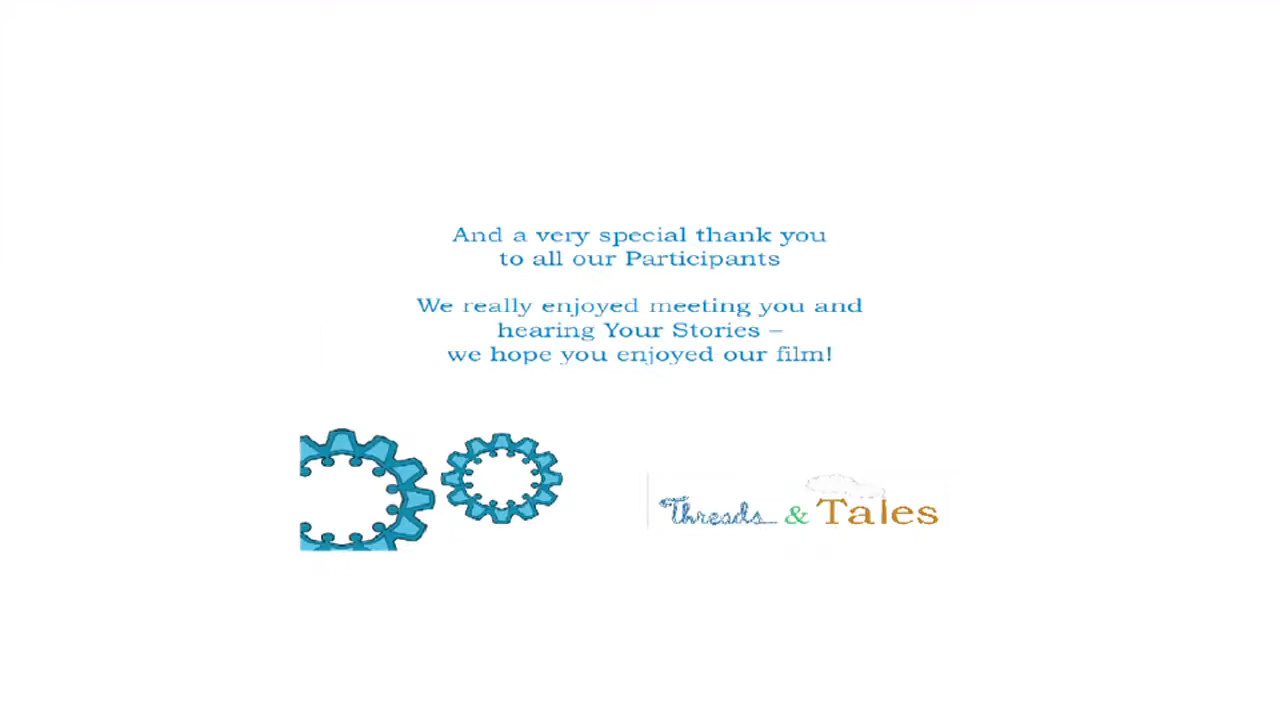 And a very special thank you
to all our Participants
We really enjoyed meeting you and
hearing Your Stories –
we hope you enjoyed our film!
Threads & Tales